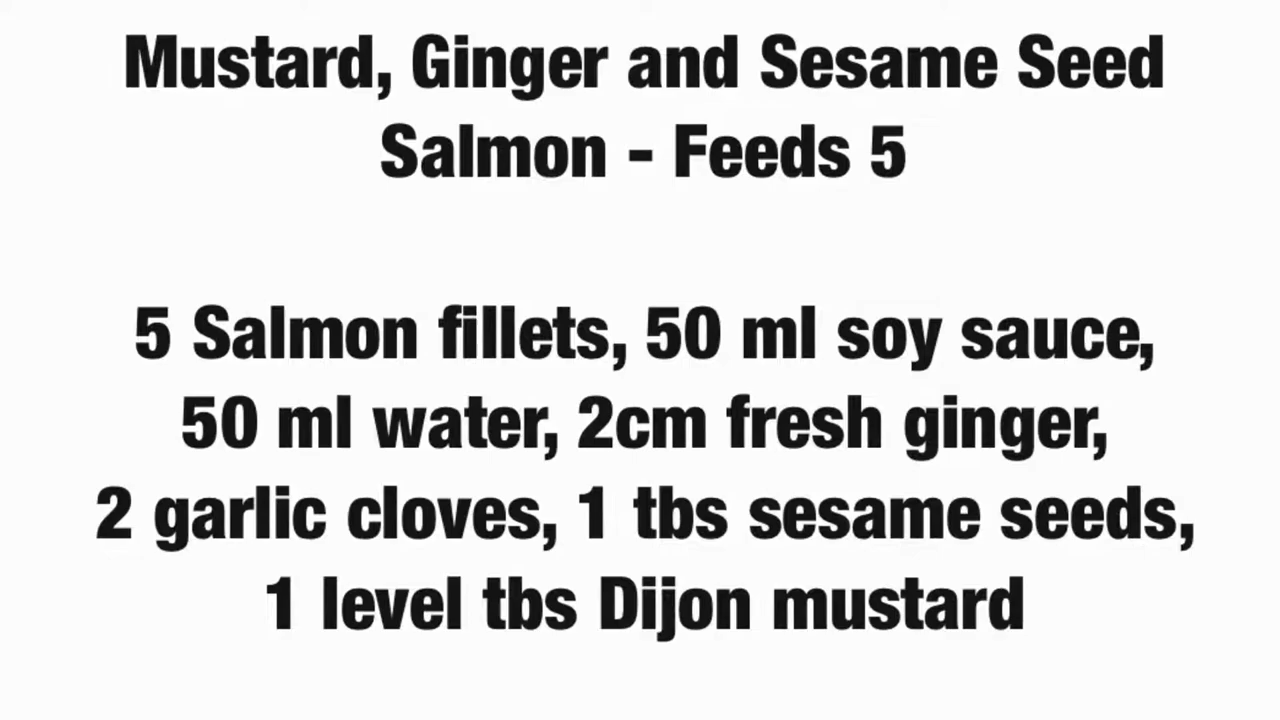 Mustard, Ginger and Sesame Seed
Salmon - Feeds 5
5 Salmon fillets, 50 ml soy sauce,
50 ml water, 2cm fresh ginger,
2 garlic cloves, 1 tbs sesame seeds,
1 level tbs Dijon mustard